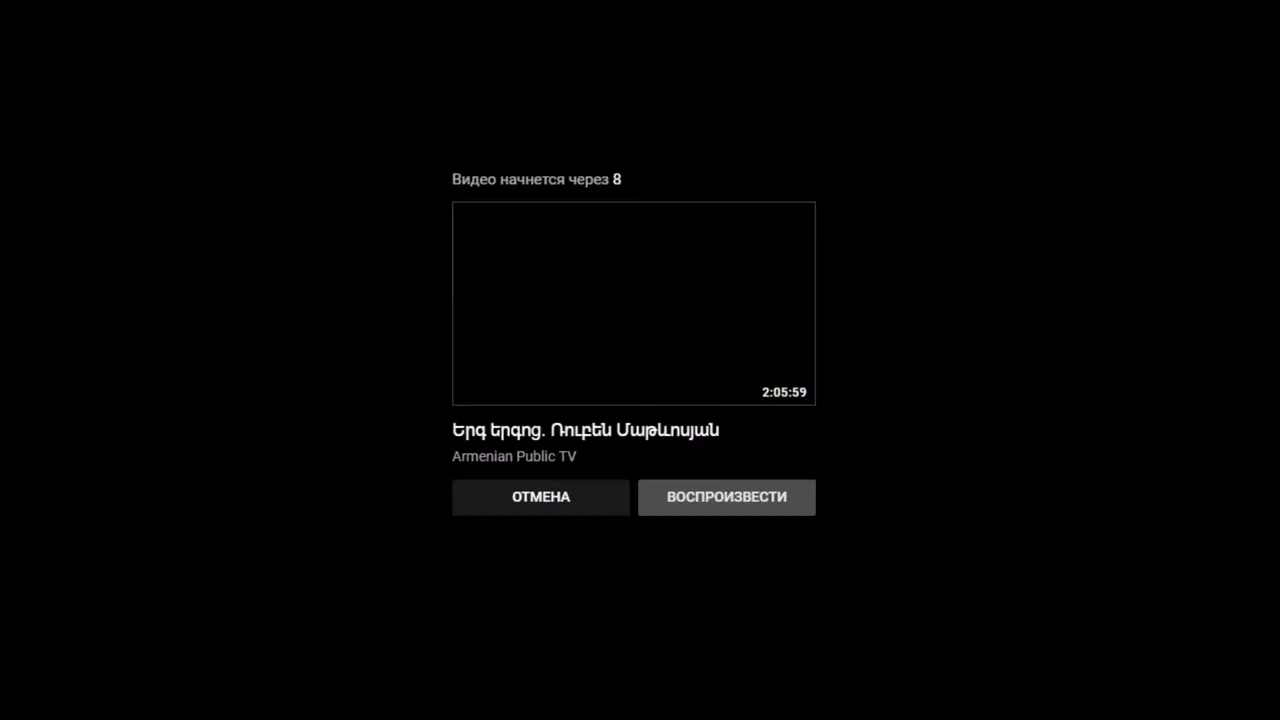 Видео начнется через 8
2:05:59
Երգ երգոց. Ռուբեն Մաթևոսյան
Armenian Public TV
ОТМЕНА
ВОСПРОИЗВЕСТИ